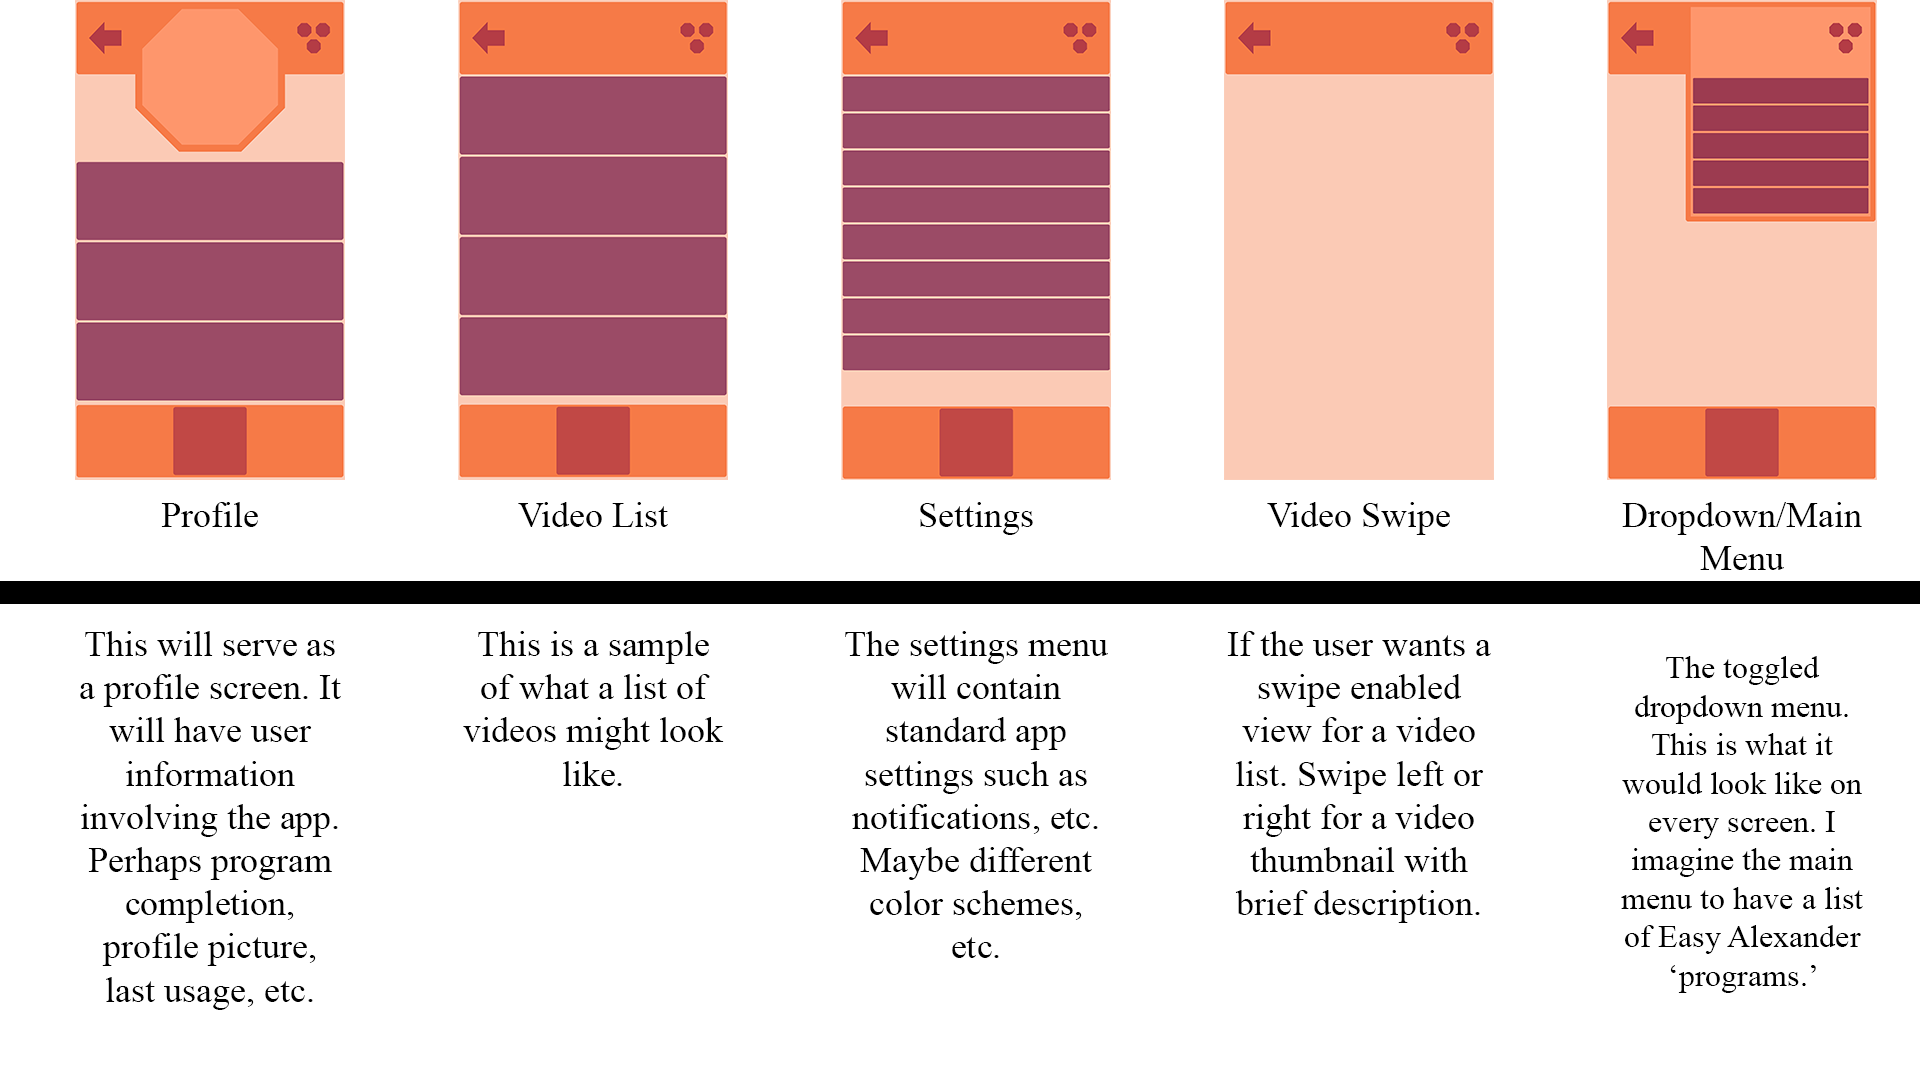 Profile
Video List
Settings
Video Swipe
Dropdown/Main
Menu
This will serve as
a profile screen. It
will have user
information
involving the app.
Perhaps program
completion,
profile picture,
last usage, etc.
This is a sample
of what a list of
videos might look
like.
The settings menu
will contain
standard app
settings such as
notifications, etc.
Maybe different
color schemes,
etc.
If the user wants a
swipe enabled
view for a video
list. Swipe left or
right for a video
thumbnail with
brief description.
The toggled
dropdown menu.
This is what it
would look like on
every screen. I
imagine the main
menu to have a list
of Easy Alexander
‘programs.’